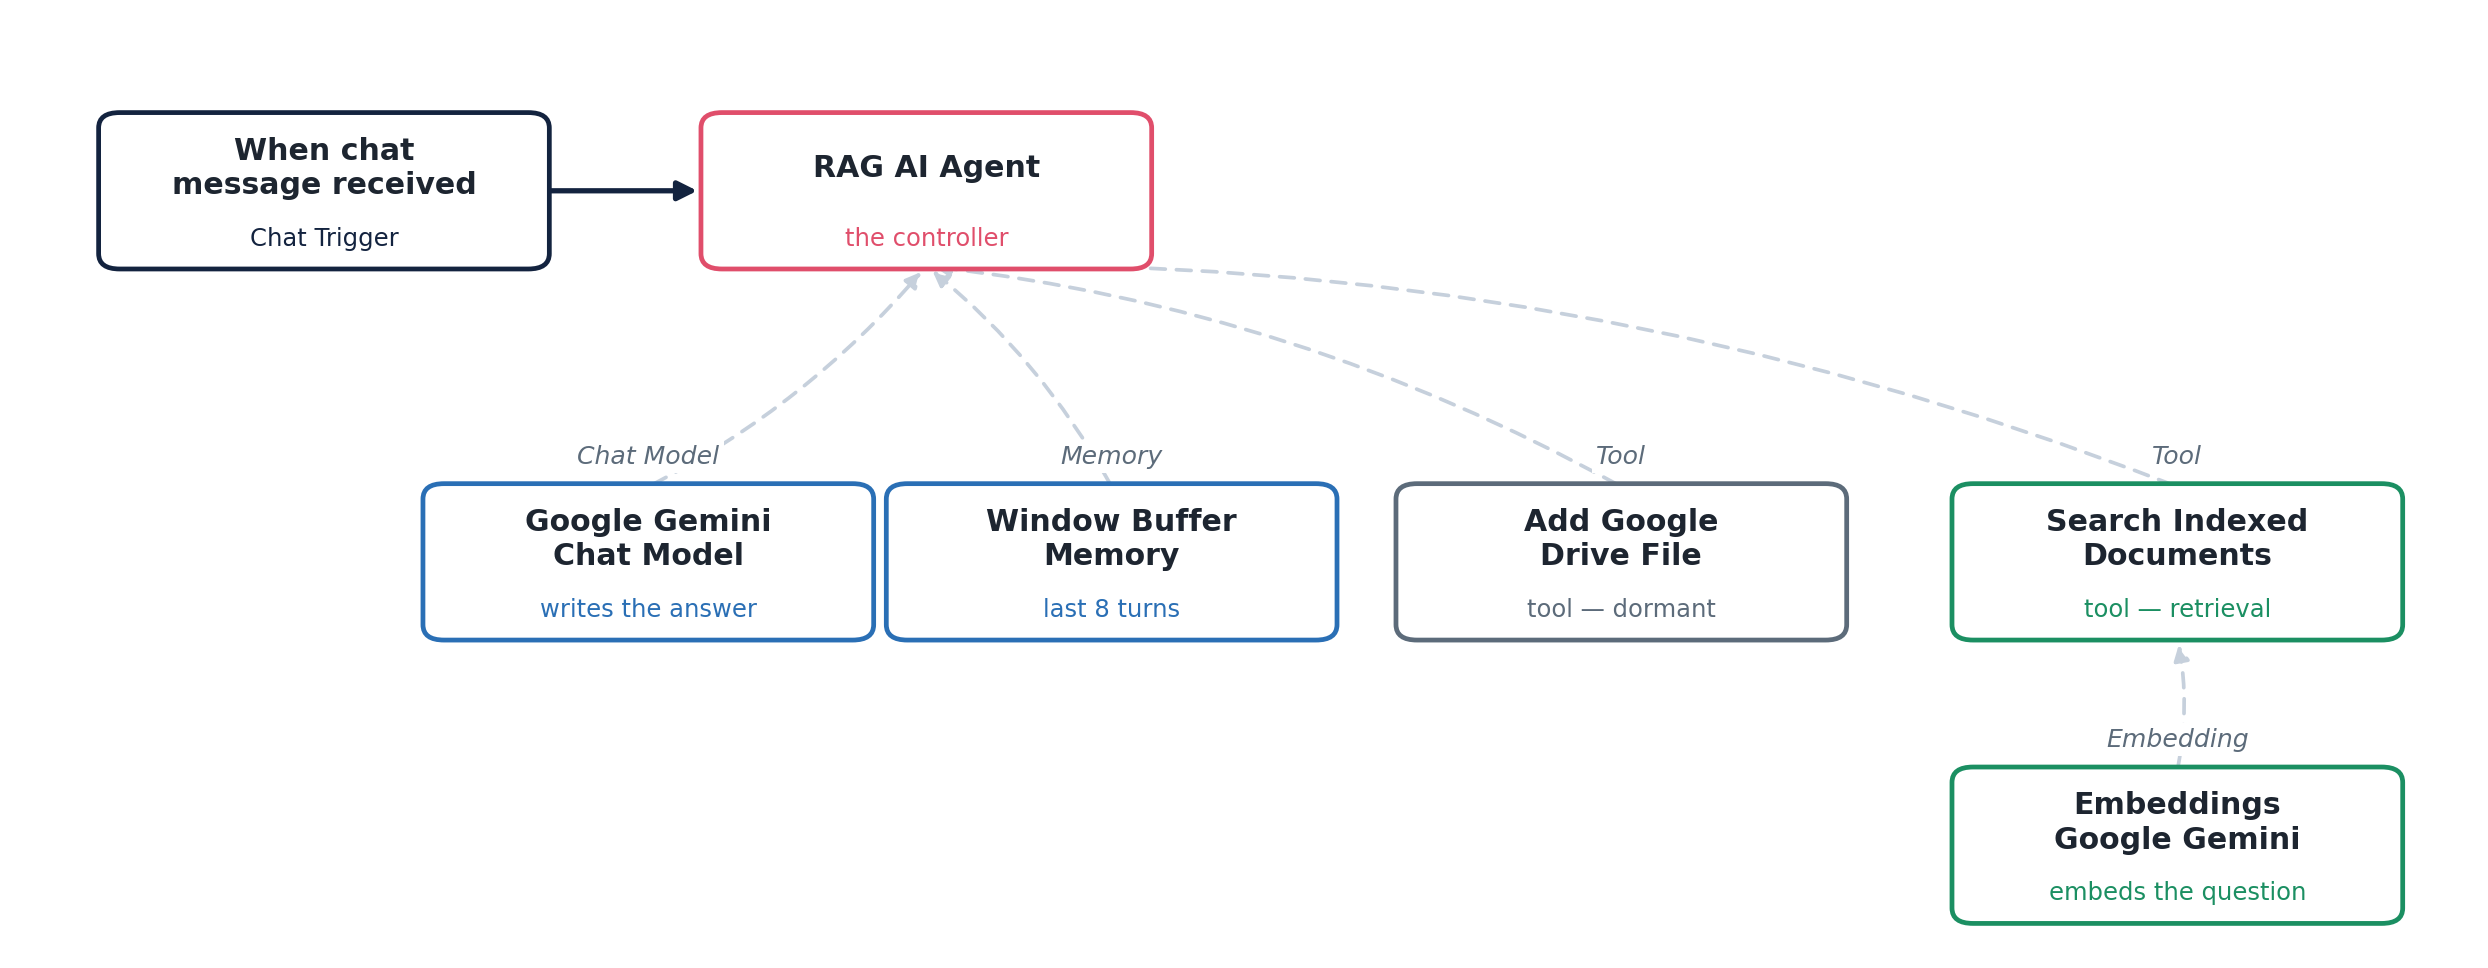 When chat
message received
Chat Trigger
RAG AI Agent
the controller
Chat Model
Memory
Tool
Tool
Google Gemini
Chat Model
writes the answer
Window Buffer
Memory
last 8 turns
Add Google
Drive File
tool — dormant
Search Indexed
Documents
tool — retrieval
Embedding
Embeddings
Google Gemini
embeds the question